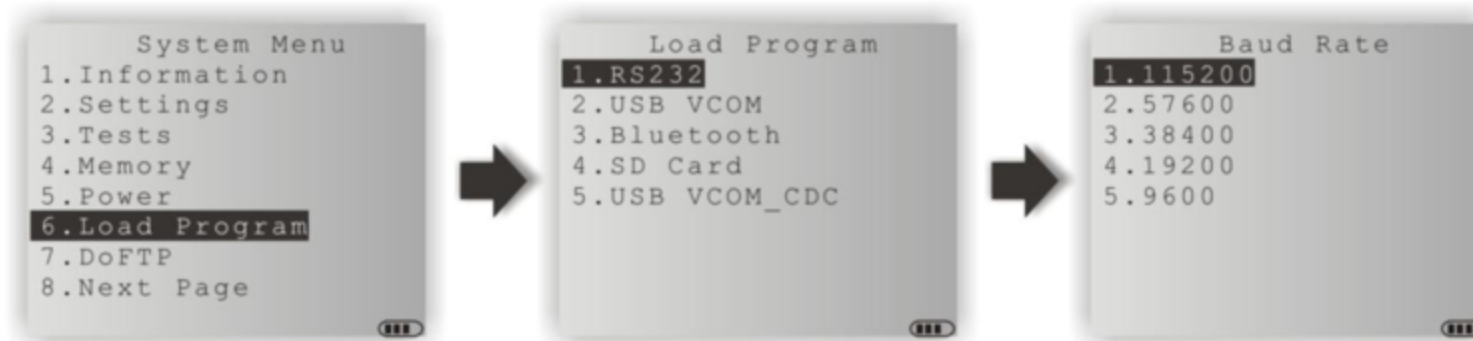 System Menu
1.Information
2.Settings
3.Tests
4.Memory
5.Power
6.Load Program
7.DoFTP
8.Next Page
Load Program
1.RS232
2.USB VCOM
3.Bluetooth
4.SD Card
5.USB VCOM_CDC
Baud Rate
1.115200
2.57600
3.38400
4.19200
5.9600